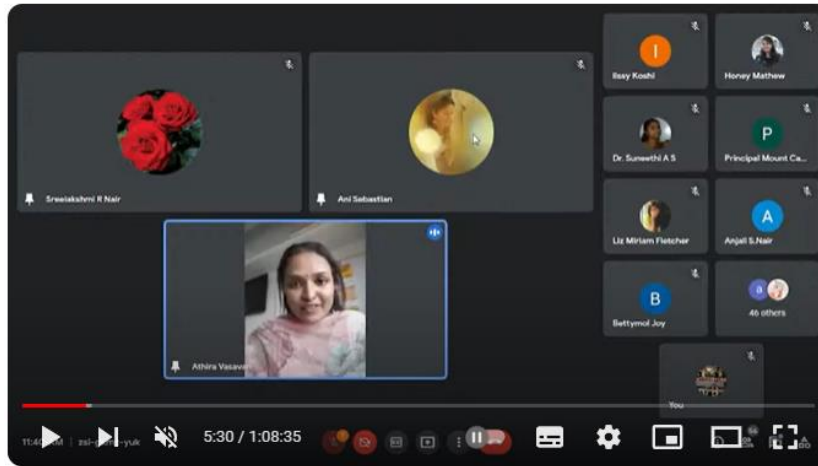 Issy Koshi
Honey Mathew
Dr. Suneethi A S
P
Principal Mount Ca...
Sreelakshmi R Nair
Ani Sebastian
Liz Miriam Fletcher
A
Anjali S.Nair
B
Bettymol Joy
a
46 others
Athira Vasavan
You
5:30 / 1:08:35